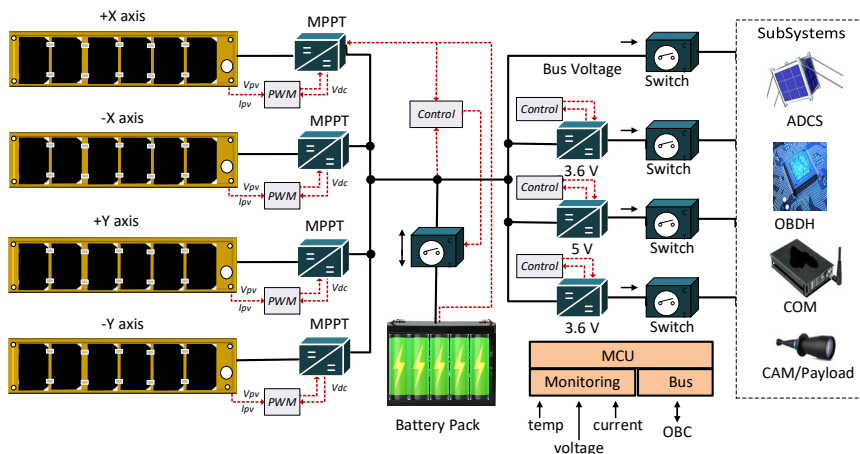 +X axis
MPPT
Vpv
Ipv
PWM
Vdc
-X axis
MPPT
Vpv
Ipv
PWM
Vdc
+Y axis
MPPT
Vpv
Ipv
PWM
Vdc
-Y axis
MPPT
Vpv
Ipv
PWM
Vdc
Control
Battery Pack
Bus Voltage
Switch
Control
3.6 V
Switch
Control
5 V
Switch
Control
3.6 V
Switch
MCU
Monitoring
Bus
temp
voltage
current
OBC
SubSystems
ADCS
OBDH
COM
CAM/Payload